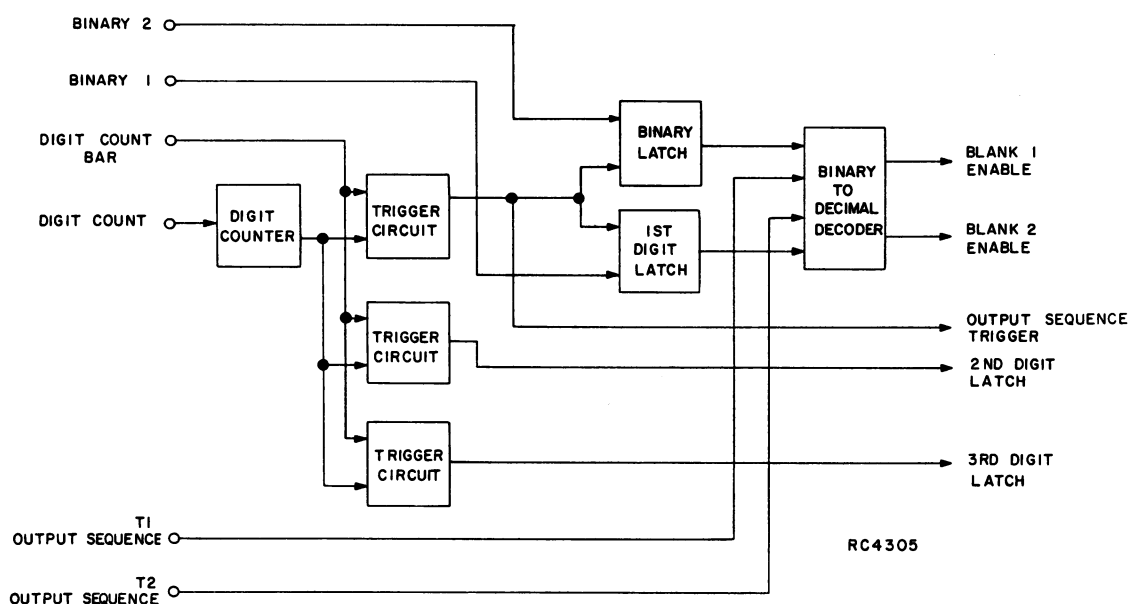 BINARY 2
BINARY 1
DIGIT COUNT
BAR
DIGIT COUNT
DIGIT
COUNTER
TRIGGER
CIRCUIT
TRIGGER
CIRCUIT
TRIGGER
CIRCUIT
BINARY
LATCH
1ST
DIGIT
LATCH
BINARY
TO
DECIMAL
DECODER
BLANK 1
ENABLE
BLANK 2
ENABLE
OUTPUT SEQUENCE
TRIGGER
2ND DIGIT
LATCH
3RD DIGIT
LATCH
T1
OUTPUT SEQUENCE
T2
OUTPUT SEQUENCE
RC4305